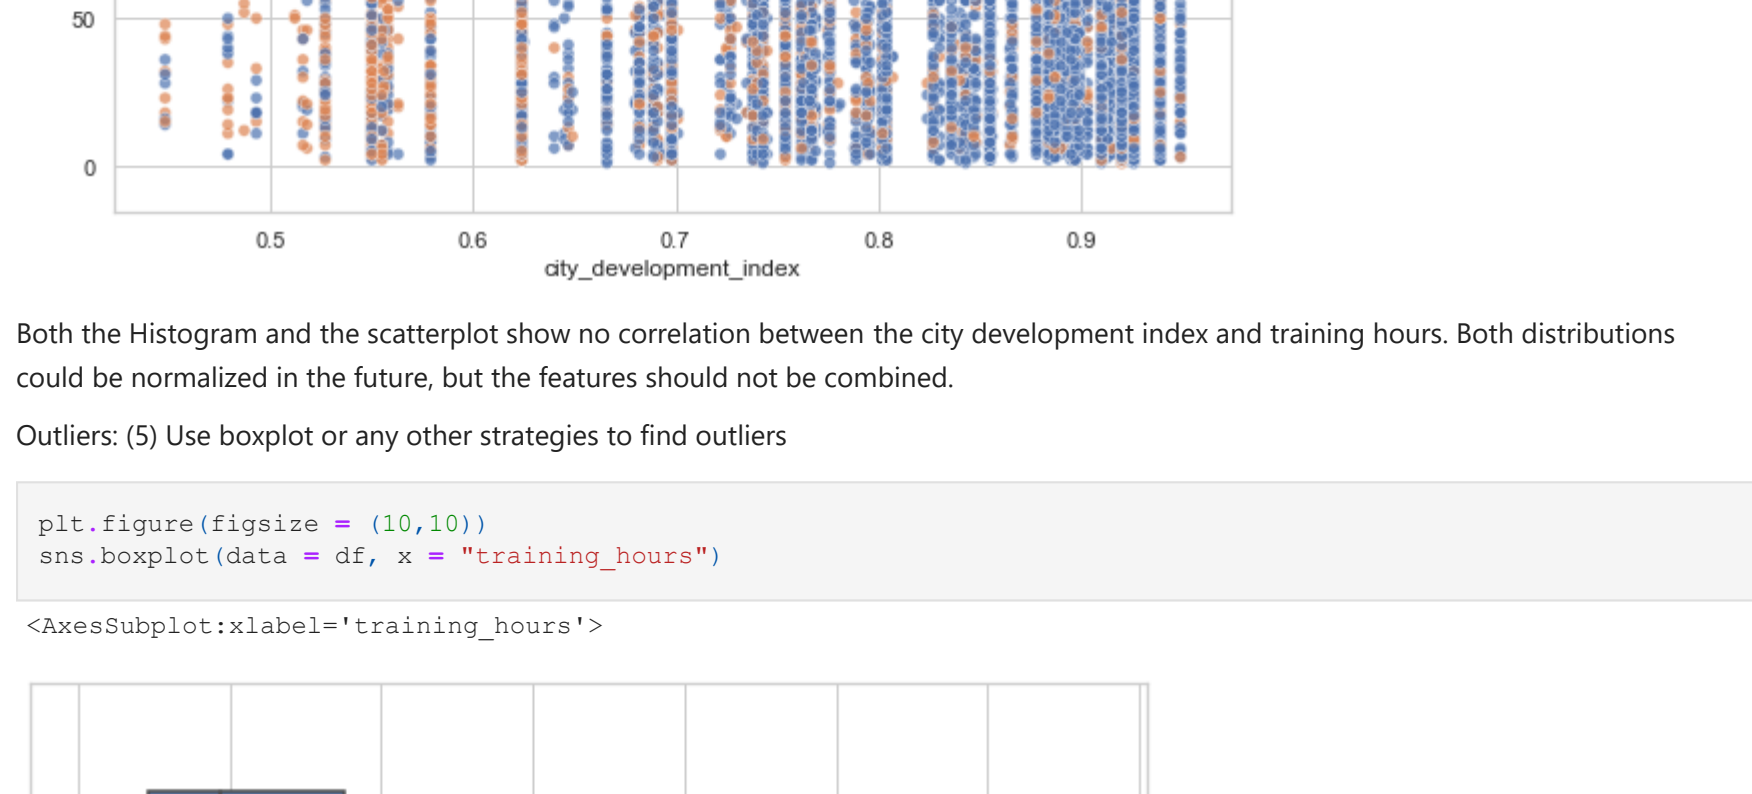 50
0
0.5 0.6 0.7 0.8 0.9
city_development_index
Both the Histogram and the scatterplot show no correlation between the city development index and training hours. Both distributions
could be normalized in the future, but the features should not be combined.
Outliers: (5) Use boxplot or any other strategies to find outliers
plt.figure(figsize = (10,10))
sns.boxplot(data = df, x = "training_hours")
<AxesSubplot:xlabel='training_hours'>